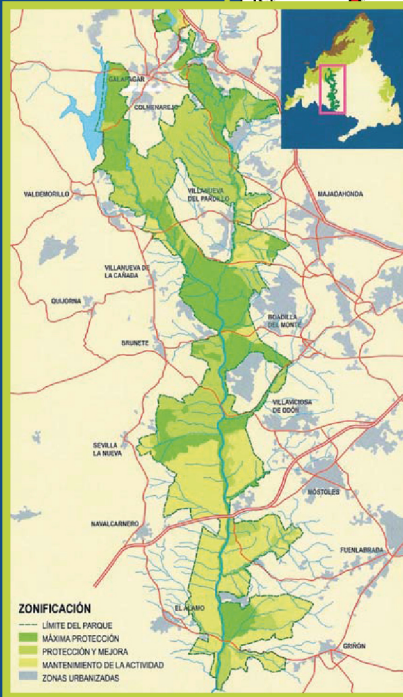 GALAPAGAR
COLMENAREJO
VALDEMORILLO
VILLANUEVA
DEL PARDILLO
MAJADAHONDA
VILLANUEVA DE
LA CAÑADA
QUIJORNA
BOADILLA
DEL MONTE
BRUNETE
VILLAVICIOSA
DE ODÓN
SEVILLA
LA NUEVA
MÓSTOLES
NAVALCARNERO
FUENLABRADA
EL ÁLAMO
GRIÑÓN
ZONIFICACIÓN
LÍMITE DEL PARQUE
MÁXIMA PROTECCIÓN
PROTECCIÓN Y MEJORA
MANTENIMIENTO DE LA ACTIVIDAD
ZONAS URBANIZADAS